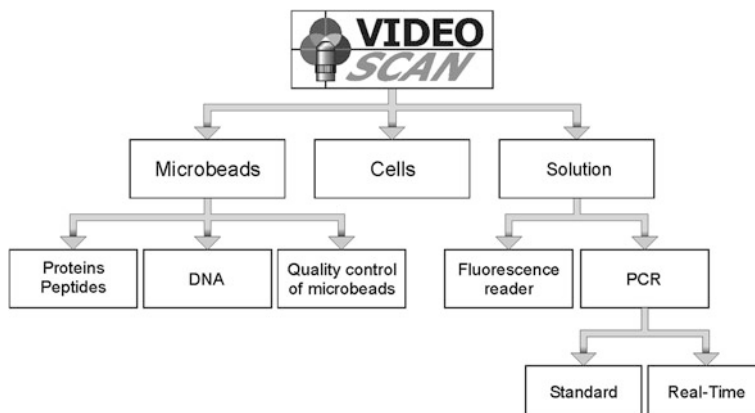 VIDEO
SCAN
Microbeads
Cells
Solution
Proteins
Peptides
DNA
Quality control
of microbeads
Fluorescence
reader
PCR
Standard
Real-Time